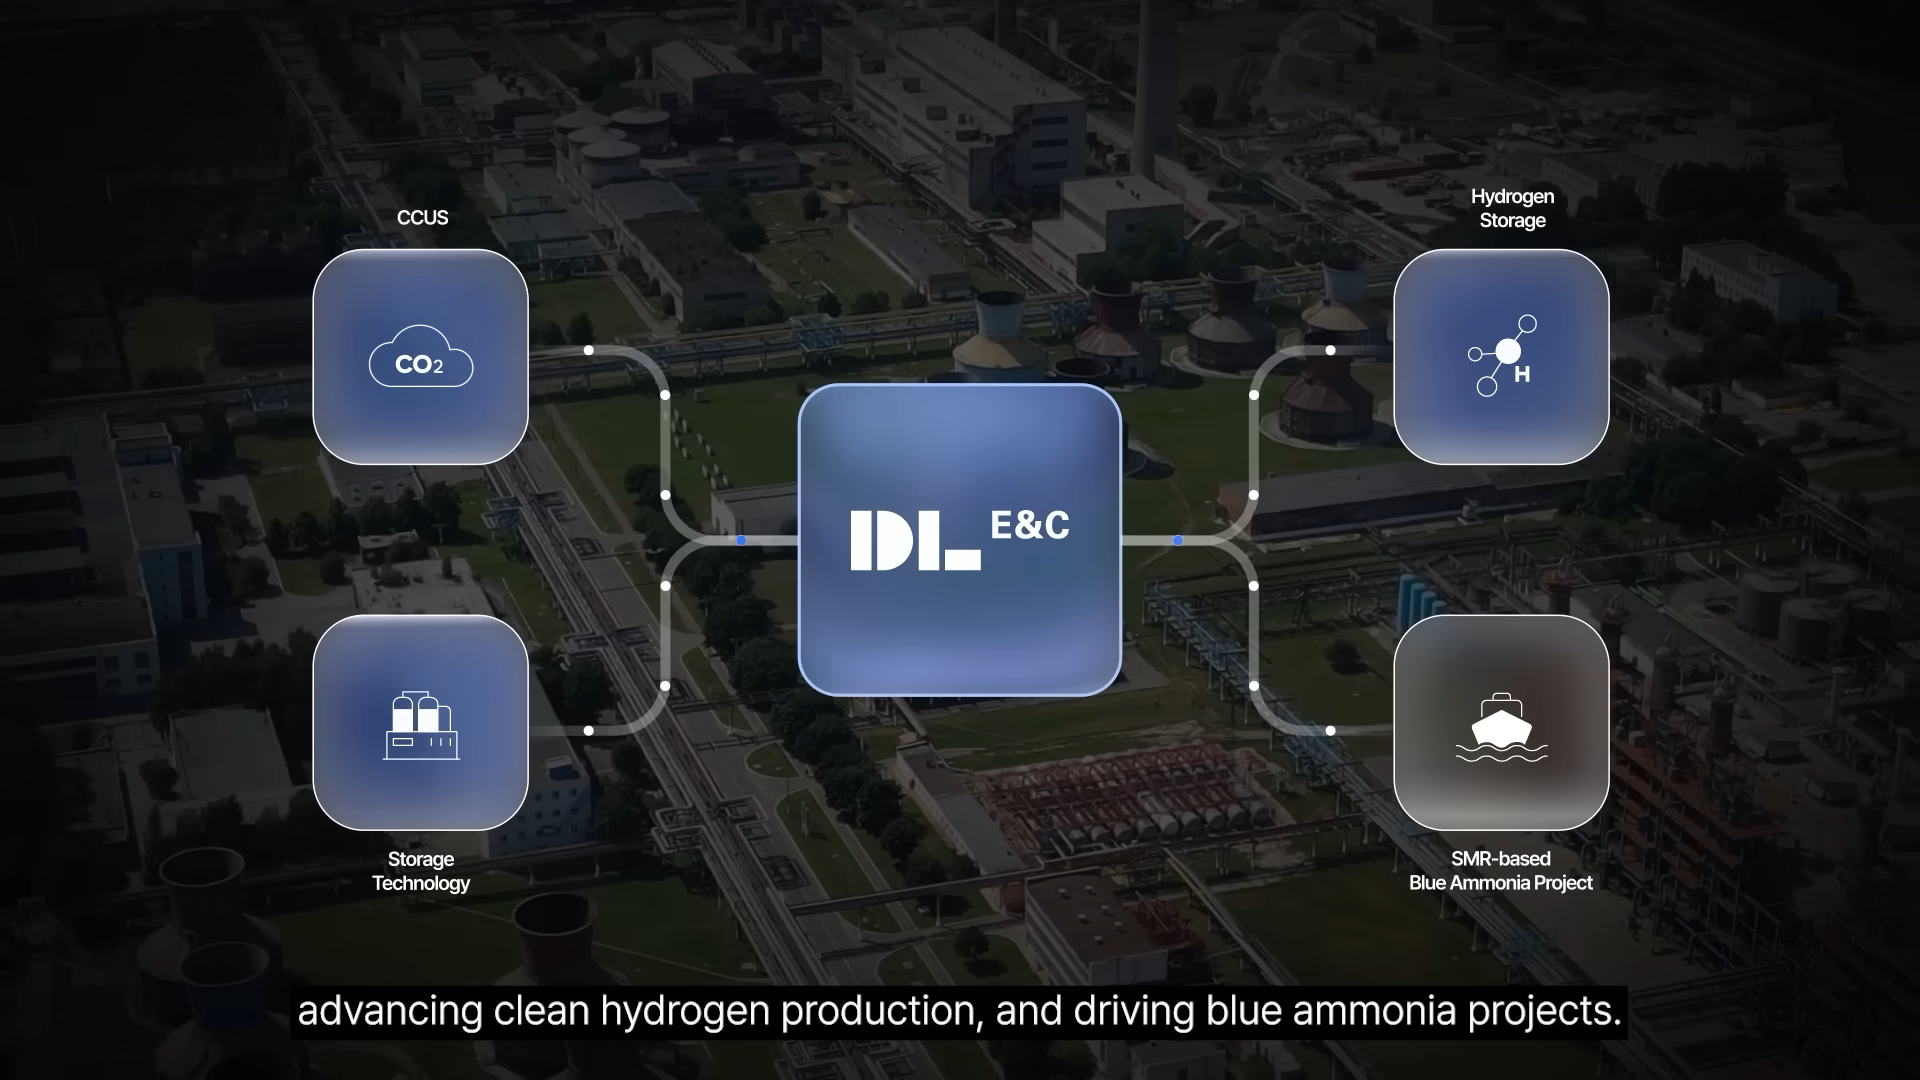 CCUS
CO2
Hydrogen
Storage
H
DL E&C
Storage
Technology
SMR-based
Blue Ammonia Project
advancing clean hydrogen production, and driving blue ammonia projects.